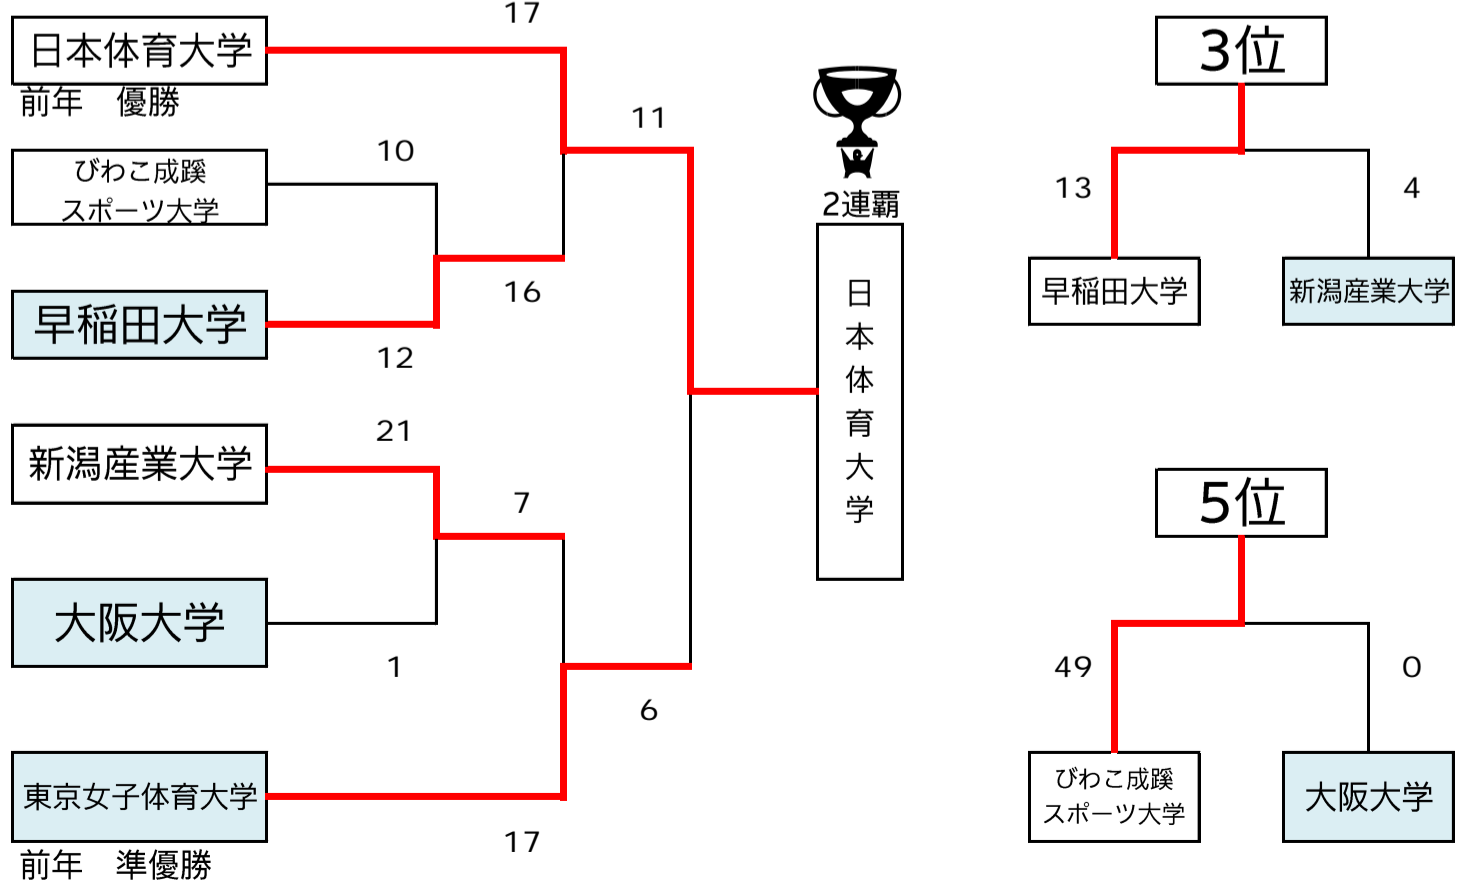 17
日本体育大学
前年　優勝
11
10
びわこ成蹊
スポーツ大学
16
早稲田大学
12
21
新潟産業大学
7
大阪大学
1
6
東京女子体育大学
17
前年　準優勝
2連覇
日本体育大学
3位
13
4
早稲田大学
新潟産業大学
5位
49
0
びわこ成蹊
スポーツ大学
大阪大学